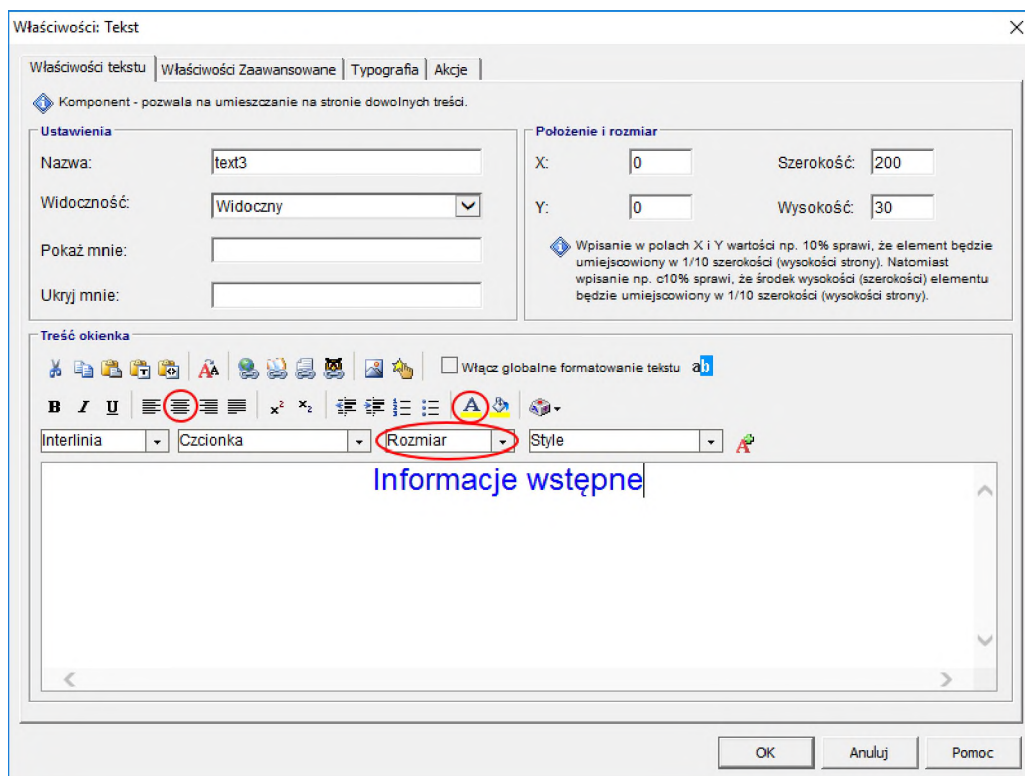 Właściwości: Tekst
Właściwości tekstu
Właściwości Zaawansowane
Typografia
Akcje
Komponent - pozwala na umieszczanie na stronie dowolnych treści.
Ustawienia
Nazwa: text3
Widoczność: Widoczny
Pokaż mnie:
Ukryj mnie:
Położenie i rozmiar
X: 0 Szerokość: 200
Y: 0 Wysokość: 30
Wpisanie w polach X i Y wartości np. 10% sprawi, że element będzie
umiejscowiony w 1/10 szerokości (wysokości strony). Natomiast
wpisanie np. c10% sprawi, że środek wysokości (szerokości) elementu
będzie umiejscowiony w 1/10 szerokości (wysokości strony).
Treść okienka
Włącz globalne formatowanie tekstu ab
B I U x² x₂ A
Interlinia Czcionka Rozmiar Style
Informacje wstępne
OK Anuluj Pomoc